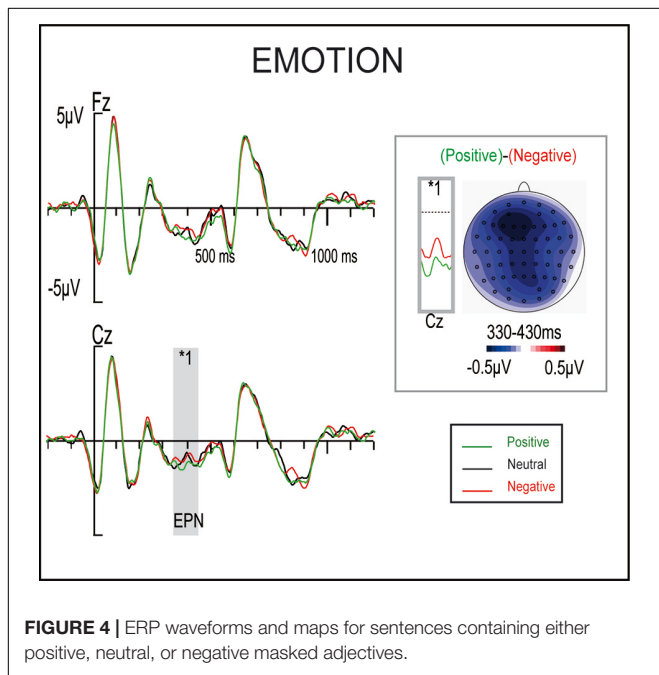 EMOTION
Fz
5µV
-5µV
500 ms
1000 ms
Cz
*1
EPN
(Positive)-(Negative)
*1
Cz
330-430ms
-0.5µV
0.5µV
Positive
Neutral
Negative
FIGURE 4 | ERP waveforms and maps for sentences containing either
positive, neutral, or negative masked adjectives.